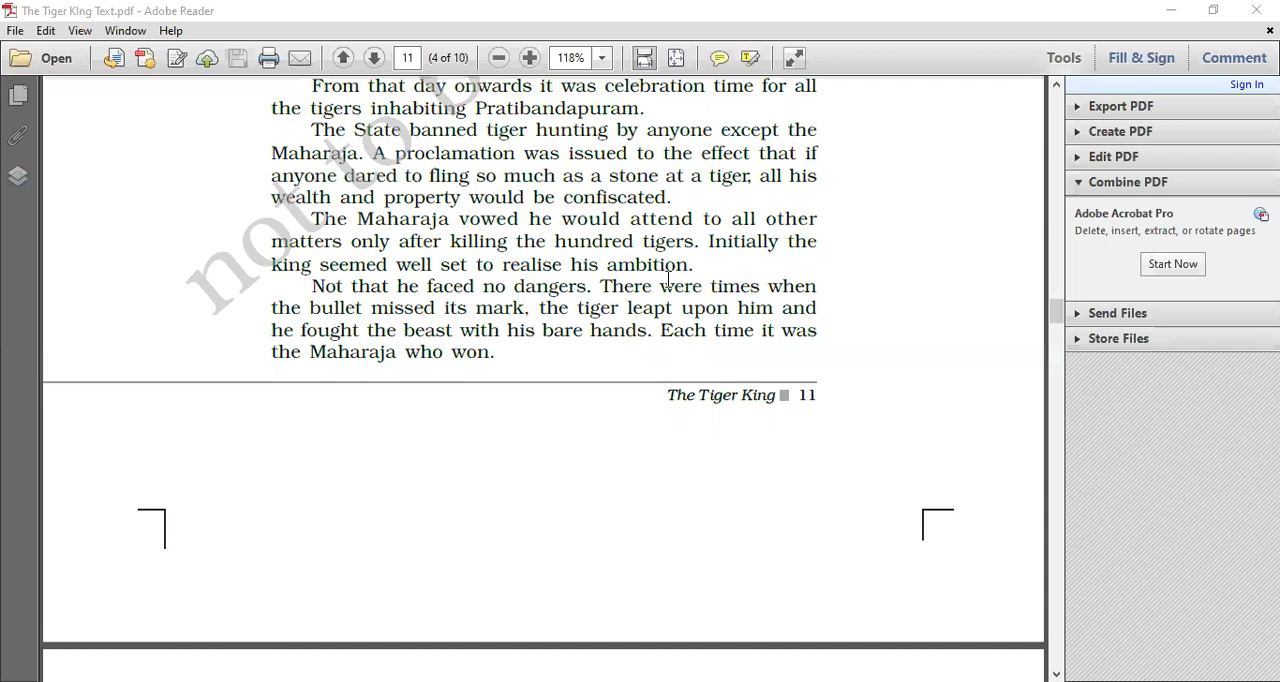 The Tiger King Text.pdf - Adobe Reader
File Edit View Window Help
Open 11 (4 of 10) 118% Tools Fill & Sign Comment
Sign In
From that day onwards it was celebration time for all
the tigers inhabiting Pratibandapuram.
The State banned tiger hunting by anyone except the
Maharaja. A proclamation was issued to the effect that if
anyone dared to fling so much as a stone at a tiger, all his
wealth and property would be confiscated.
The Maharaja vowed he would attend to all other
matters only after killing the hundred tigers. Initially the
king seemed well set to realise his ambition.
Not that he faced no dangers. There were times when
the bullet missed its mark, the tiger leapt upon him and
he fought the beast with his bare hands. Each time it was
the Maharaja who won.
The Tiger King 11
not to
Export PDF
Create PDF
Edit PDF
Combine PDF
Adobe Acrobat Pro
Delete, insert, extract, or rotate pages
Start Now
Send Files
Store Files